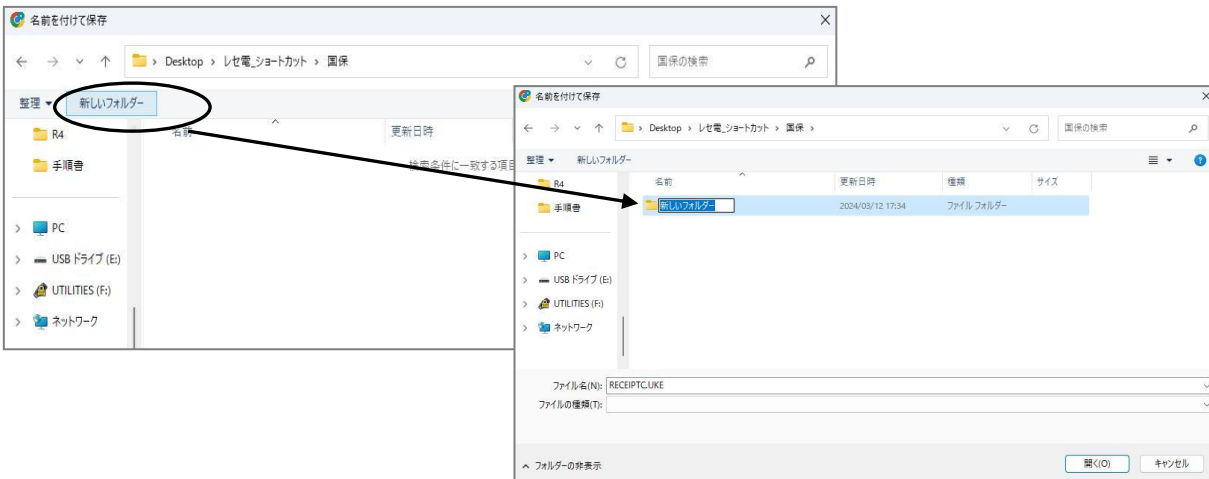 名前を付けて保存
Desktop › レセ電_ショートカット › 国保
国保の検索
整理
新しいフォルダー
名前
更新日時
R4
検索条件に一致する項目
手順書
PC
USB ドライブ (E:)
UTILITIES (F:)
ネットワーク
名前を付けて保存
Desktop › レセ電_ショートカット › 国保 ›
国保の検索
整理
新しいフォルダー
名前
更新日時
種類
サイズ
R4
新しいフォルダー
2024/03/12 17:34
ファイル フォルダー
手順書
PC
USB ドライブ (E:)
UTILITIES (F:)
ネットワーク
ファイル名(N): RECEIPTC.UKE
ファイルの種類(T):
フォルダーの非表示
開く(O)
キャンセル